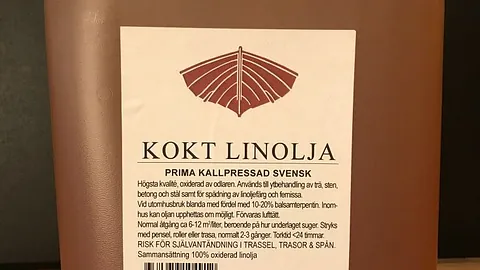 KOKT LINOLJA
PRIMA KALLPRESSAD SVENSK
Högsta kvalité, oxiderad av odlaren. Används till ytbehandling av trä, sten,
betong och stål samt för spädning av linoljefärg och fernissa.
Vid utomhusbruk blanda med fördel med 10-20% balsamterpentin. Inom-
hus kan oljan upphettas om möjligt. Förvaras lufttätt.
Normal åtgång ca 6-12 m²/liter, beroende på hur underlaget suger. Stryks
med pensel, roller eller trasa, normalt 2-3 gånger. Torktid <24 timmar.
RISK FÖR SJÄLVANTÄNDNING I TRASSEL, TRASOR & SPÅN.
Sammansättning 100% oxiderad linolja